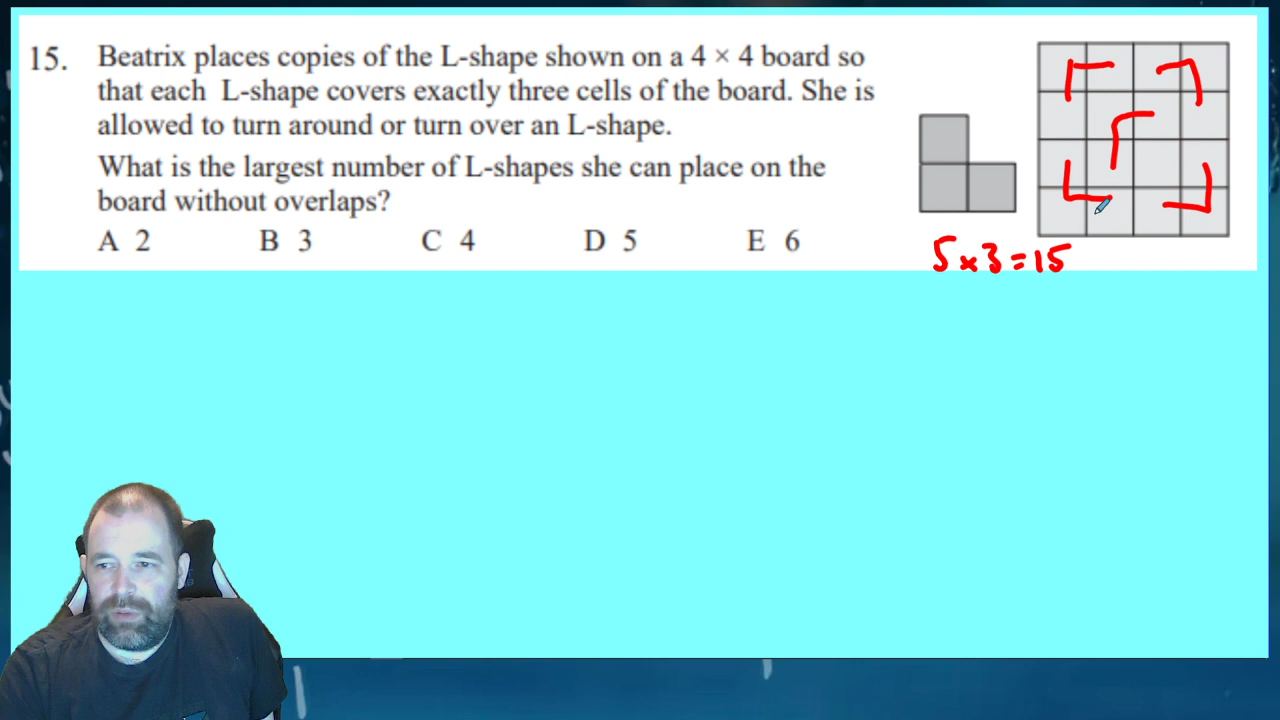 15. Beatrix places copies of the L-shape shown on a 4 × 4 board so
that each L-shape covers exactly three cells of the board. She is
allowed to turn around or turn over an L-shape.
What is the largest number of L-shapes she can place on the
board without overlaps?
A 2 B 3 C 4 D 5 E 6
5×3=15